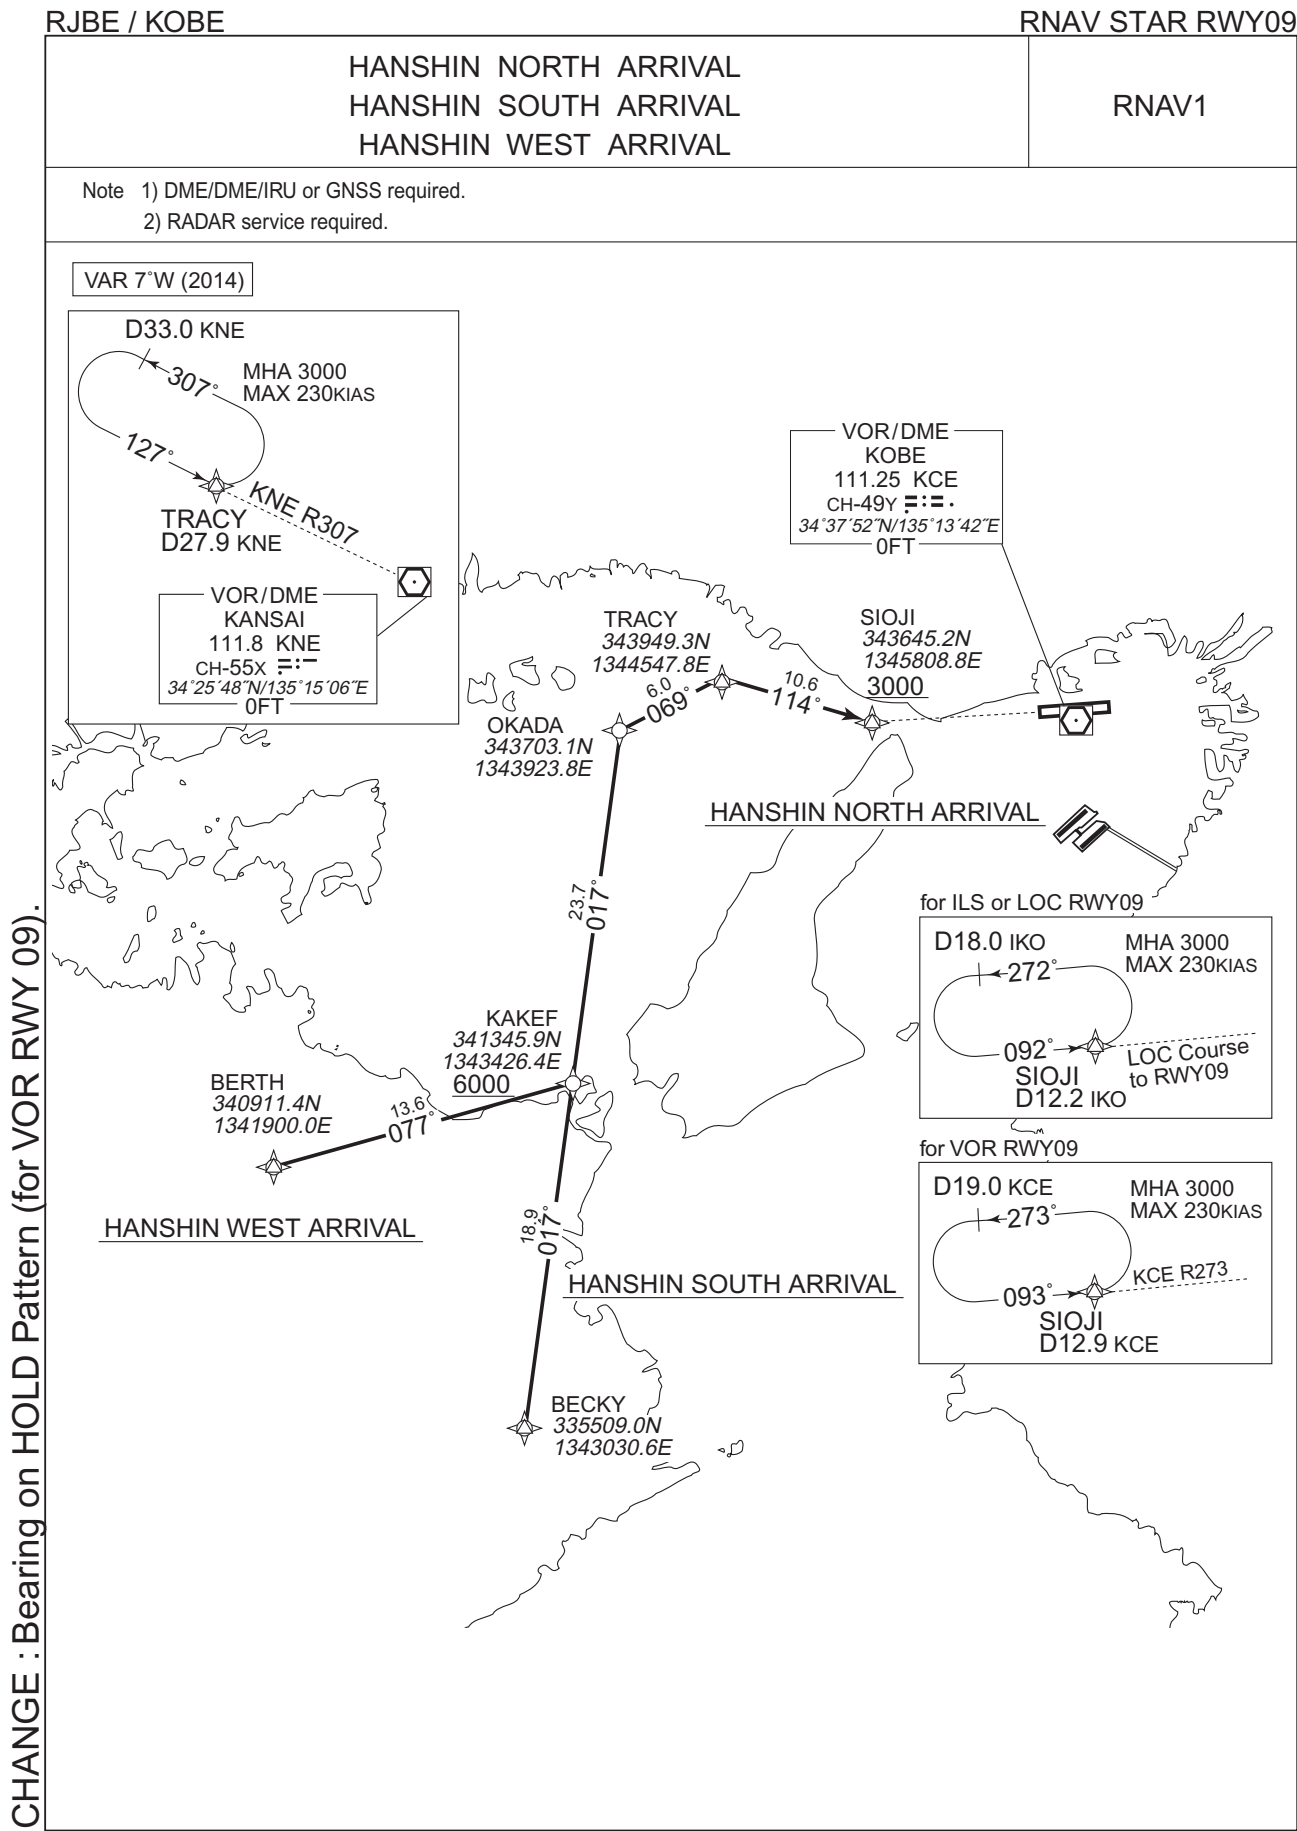 RJBE / KOBE
RNAV STAR RWY09
HANSHIN NORTH ARRIVAL
HANSHIN SOUTH ARRIVAL
HANSHIN WEST ARRIVAL
RNAV1
Note 1) DME/DME/IRU or GNSS required.
2) RADAR service required.
VAR 7˚W (2014)
D33.0 KNE
MHA 3000
MAX 230KIAS
307˚
127˚
KNE R307
TRACY
D27.9 KNE
VOR/DME
KANSAI
111.8 KNE
CH-55X
34˚25´48˝N/135˚15´06˝E
0FT
VOR/DME
KOBE
111.25 KCE
CH-49Y
34˚37´52˝N/135˚13´42˝E
0FT
TRACY
343949.3N
1344547.8E
SIOJI
343645.2N
1345808.8E
3000
6.0
069˚
10.6
114˚
OKADA
343703.1N
1343923.8E
HANSHIN NORTH ARRIVAL
23.7
017˚
for ILS or LOC RWY09
D18.0 IKO
MHA 3000
MAX 230KIAS
272˚
092˚
SIOJI
D12.2 IKO
LOC Course
to RWY09
KAKEF
341345.9N
1343426.4E
6000
BERTH
340911.4N
1341900.0E
13.6
077˚
HANSHIN WEST ARRIVAL
18.9
017˚
HANSHIN SOUTH ARRIVAL
for VOR RWY09
D19.0 KCE
MHA 3000
MAX 230KIAS
273˚
093˚
KCE R273
SIOJI
D12.9 KCE
BECKY
335509.0N
1343030.6E
CHANGE : Bearing on HOLD Pattern (for VOR RWY 09).